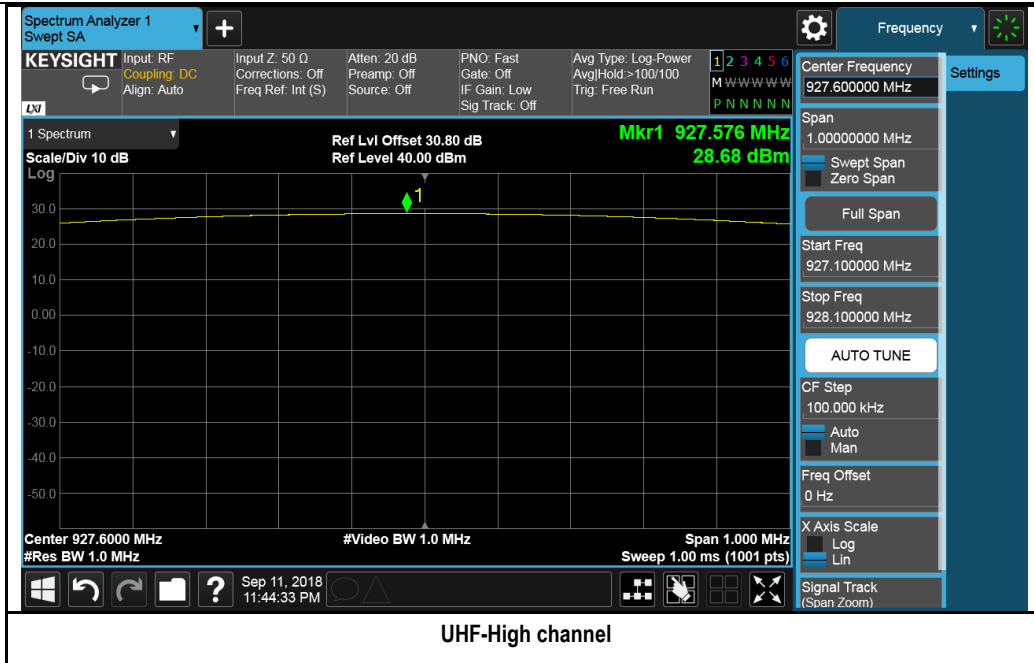 Spectrum Analyzer 1
Swept SA
Frequency
KEYSIGHT
LXI
Input: RF
Coupling: DC
Align: Auto
Input Z: 50 Ω
Corrections: Off
Freq Ref: Int (S)
Atten: 20 dB
Preamp: Off
Source: Off
PNO: Fast
Gate: Off
IF Gain: Low
Sig Track: Off
Avg Type: Log-Power
Avg|Hold:>100/100
Trig: Free Run
1 2 3 4 5 6
M W W W W W
P N N N N N
Center Frequency
927.600000 MHz
Settings
Span
1.00000000 MHz
Swept Span
Zero Span
Full Span
Start Freq
927.100000 MHz
Stop Freq
928.100000 MHz
AUTO TUNE
CF Step
100.000 kHz
Auto
Man
Freq Offset
0 Hz
X Axis Scale
Log
Lin
Signal Track
(Span Zoom)
1 Spectrum
Scale/Div 10 dB
Log
Ref Lvl Offset 30.80 dB
Ref Level 40.00 dBm
Mkr1 927.576 MHz
28.68 dBm
1
30.0
20.0
10.0
0.00
-10.0
-20.0
-30.0
-40.0
-50.0
Center 927.6000 MHz
#Video BW 1.0 MHz
Span 1.000 MHz
#Res BW 1.0 MHz
Sweep 1.00 ms (1001 pts)
?
Sep 11, 2018
11:44:33 PM
UHF-High channel